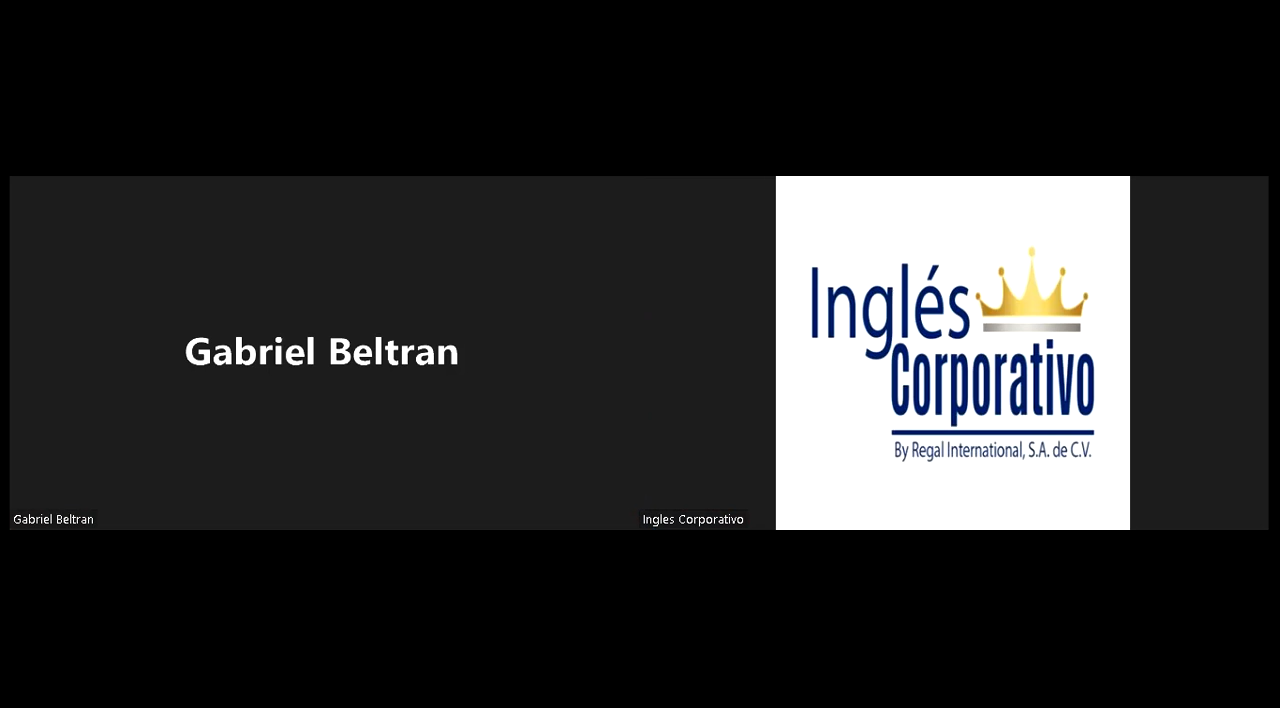 Gabriel Beltran
Gabriel Beltran
Inglés
Corporativo
By Regal International, S.A. de C.V.
Ingles Corporativo